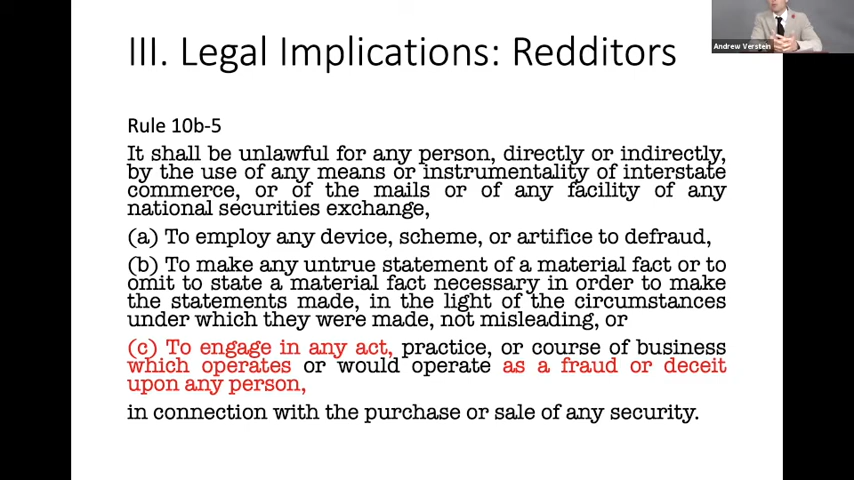 Andrew Verstein
III. Legal Implications: Redditors
Rule 10b-5
It shall be unlawful for any person, directly or indirectly,
by the use of any means or instrumentality of interstate
commerce, or of the mails or of any facility of any
national securities exchange,
(a) To employ any device, scheme, or artifice to defraud,
(b) To make any untrue statement of a material fact or to
omit to state a material fact necessary in order to make
the statements made, in the light of the circumstances
under which they were made, not misleading, or
(c) To engage in any act, practice, or course of business
which operates or would operate as a fraud or deceit
upon any person,
in connection with the purchase or sale of any security.